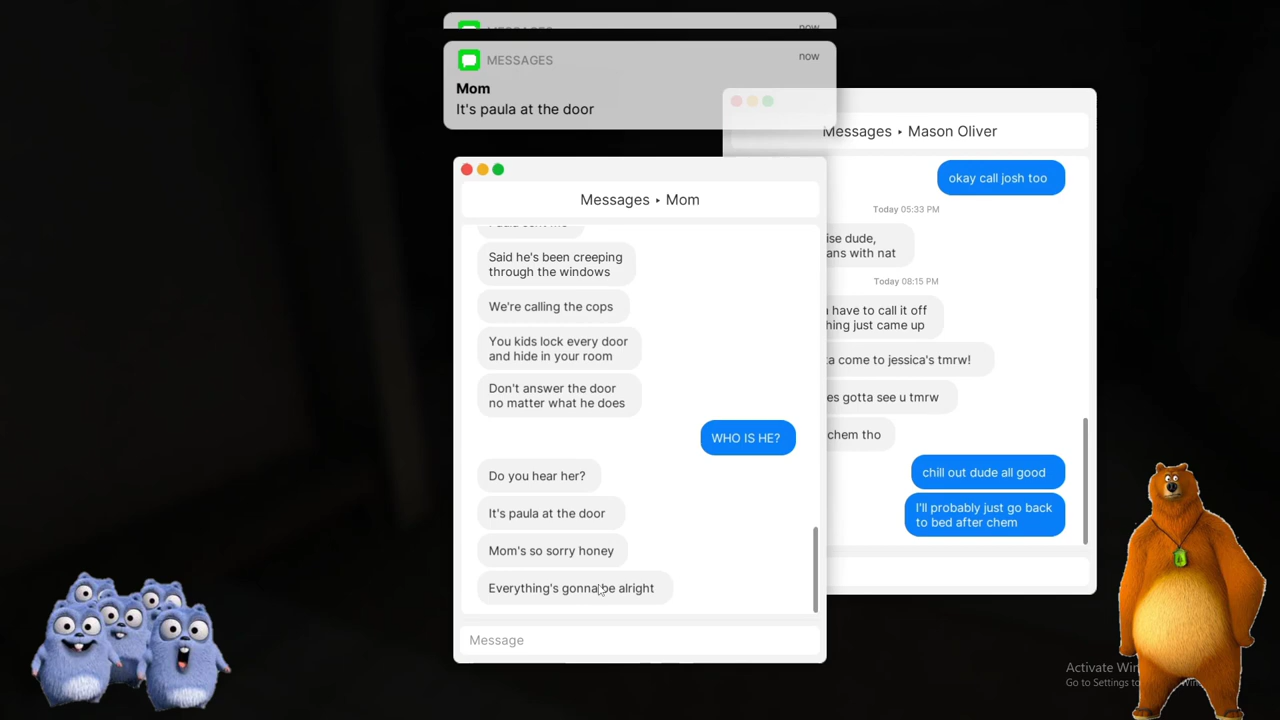 MESSAGES
now
MESSAGES
now
Mom
It's paula at the door
Messages ‣ Mason Oliver
okay call josh too
Today 05:33 PM
ise dude,
ans with nat
Today 08:15 PM
have to call it off
hing just came up
ta come to jessica's tmrw!
es gotta see u tmrw
chem tho
chill out dude all good
I'll probably just go back
to bed after chem
Messages ‣ Mom
Said he's been creeping
through the windows
We're calling the cops
You kids lock every door
and hide in your room
Don't answer the door
no matter what he does
WHO IS HE?
Do you hear her?
It's paula at the door
Mom's so sorry honey
Everything's gonna be alright
Message
Activate Win
Go to Settings to